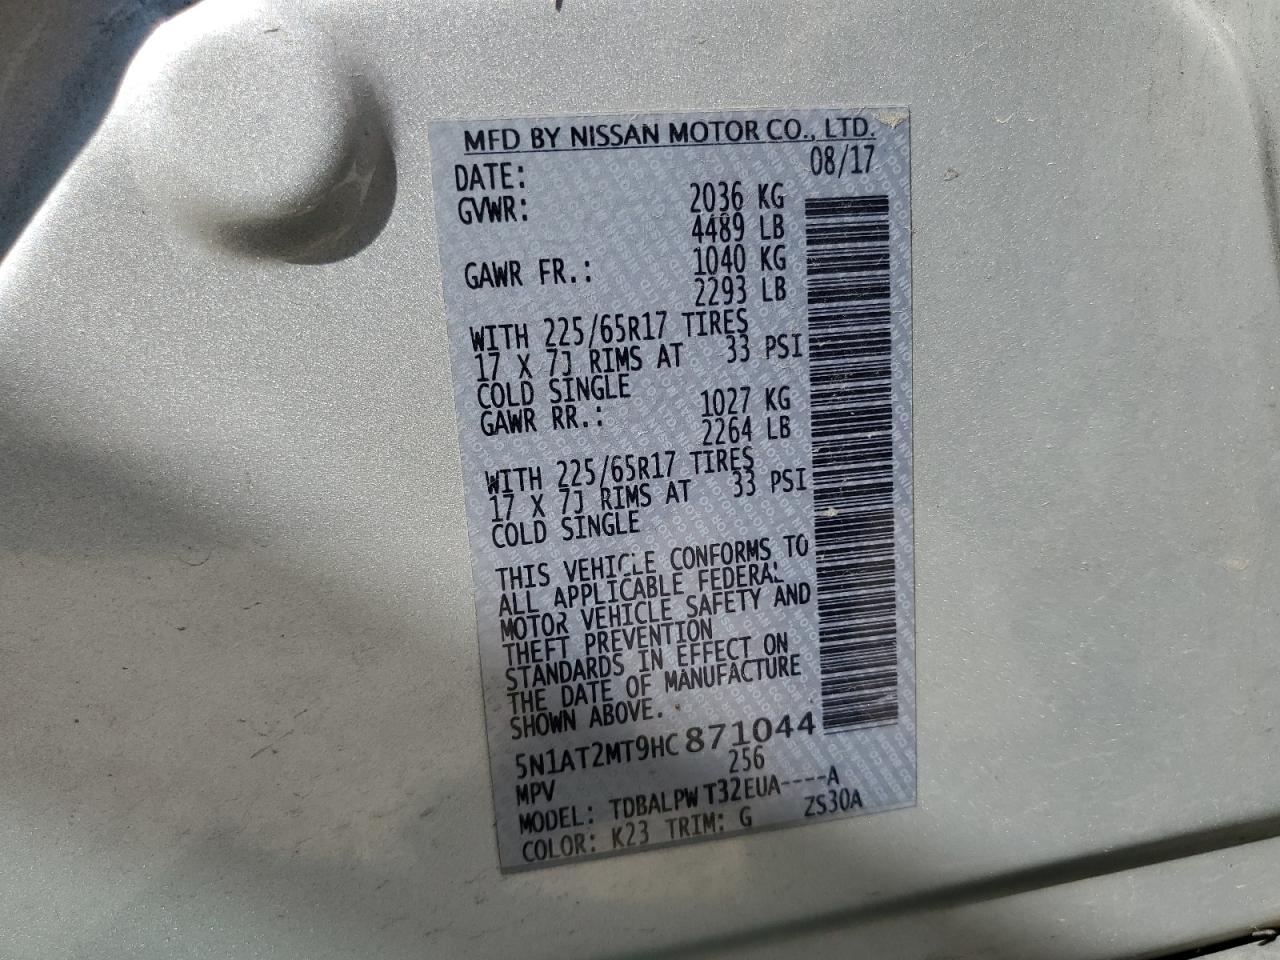 MFD BY NISSAN MOTOR CO., LTD.
DATE: 08/17
GVWR: 2036 KG
4489 LB
GAWR FR.: 1040 KG
2293 LB
WITH 225/65R17 TIRES
17 X 7J RIMS AT 33 PSI
COLD SINGLE
GAWR RR.: 1027 KG
2264 LB
WITH 225/65R17 TIRES
17 X 7J RIMS AT 33 PSI
COLD SINGLE
THIS VEHICLE CONFORMS TO
ALL APPLICABLE FEDERAL
MOTOR VEHICLE SAFETY AND
THEFT PREVENTION
STANDARDS IN EFFECT ON
THE DATE OF MANUFACTURE
SHOWN ABOVE.
5N1AT2MT9HC871044
MPV 256
MODEL: TDBALPW T32EUA----A
COLOR: K23 TRIM: G ZS30A